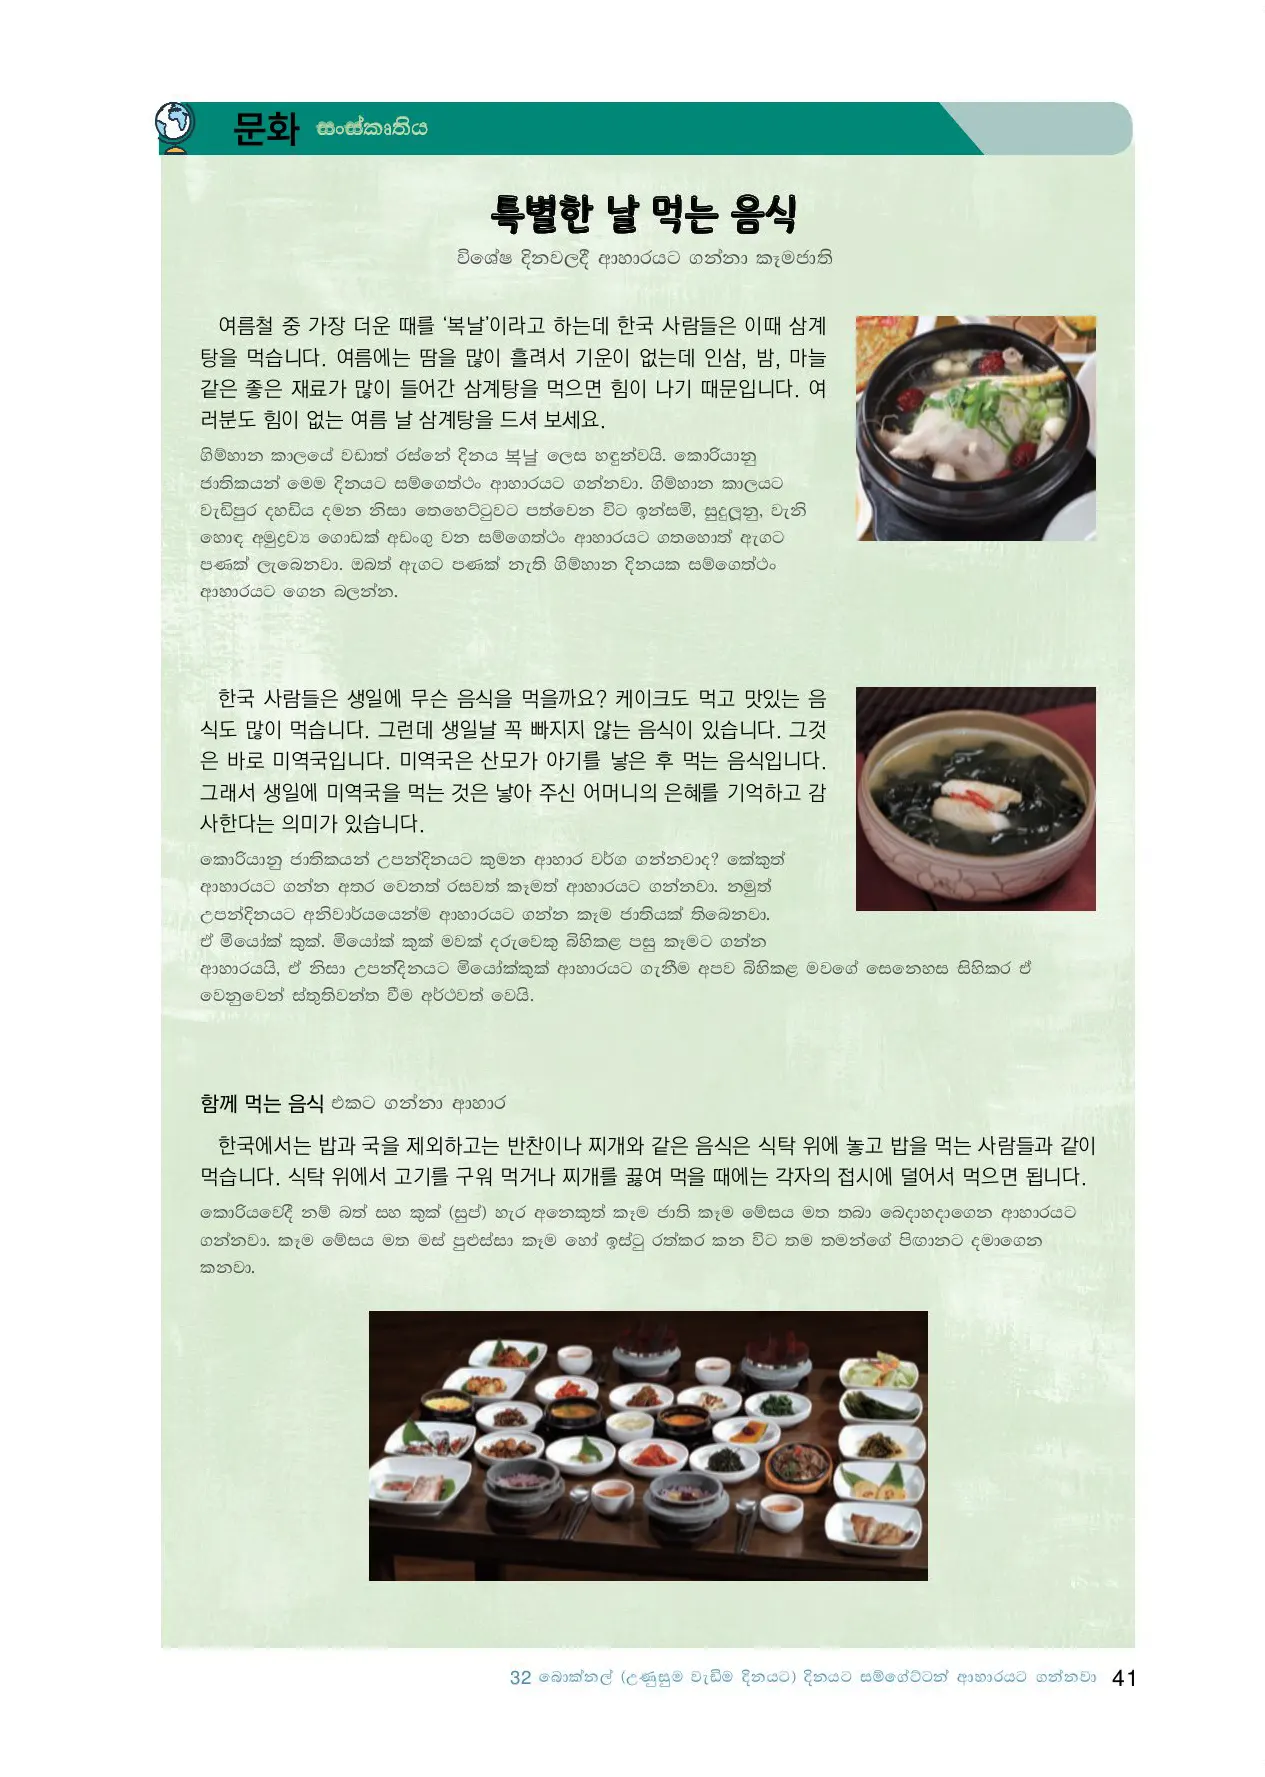 문화 සංස්කෘතිය
특별한 날 먹는 음식
විශේෂ දිනවලදී ආහාරයට ගන්නා කෑමජාති
여름철 중 가장 더운 때를 ‘복날’이라고 하는데 한국 사람들은 이때 삼계
탕을 먹습니다. 여름에는 땀을 많이 흘려서 기운이 없는데 인삼, 밤, 마늘
같은 좋은 재료가 많이 들어간 삼계탕을 먹으면 힘이 나기 때문입니다. 여
러분도 힘이 없는 여름 날 삼계탕을 드셔 보세요.
ගිම්හාන කාලයේ වඩාත් රස්නේ දිනය 복날 ලෙස හඳුන්වයි. කොරියානු
ජාතිකයන් මෙම දිනයට සම්ගෙත්ථං ආහාරයට ගන්නවා. ගිම්හාන කාලයට
වැඩිපුර දහඩිය දමන නිසා තෙහෙට්ටුවට පත්වෙන විට ඉන්සම්, සුදුලූනු, වැනි
හොඳ අමුද්‍රව්‍ය ගොඩක් අඩංගු වන සම්ගෙත්ථං ආහාරයට ගතහොත් ඇගට
පණක් ලැබෙනවා. ඔබත් ඇගට පණක් නැති ගිම්හාන දිනයක සම්ගෙත්ථං
ආහාරයට ගෙන බලන්න.
한국 사람들은 생일에 무슨 음식을 먹을까요? 케이크도 먹고 맛있는 음
식도 많이 먹습니다. 그런데 생일날 꼭 빠지지 않는 음식이 있습니다. 그것
은 바로 미역국입니다. 미역국은 산모가 아기를 낳은 후 먹는 음식입니다.
그래서 생일에 미역국을 먹는 것은 낳아 주신 어머니의 은혜를 기억하고 감
사한다는 의미가 있습니다.
කොරියානු ජාතිකයන් උපන්දිනයට කුමන ආහාර වර්ග ගන්නවාද? කේකුත්
ආහාරයට ගන්න අතර වෙනත් රසවත් කෑමත් ආහාරයට ගන්නවා. නමුත්
උපන්දිනයට අනිවාර්යයෙන්ම ආහාරයට ගන්න කෑම ජාතියක් තිබෙනවා.
ඒ මියෝක් කුක්. මියෝක් කුක් මවක් දරුවෙකු බිහිකළ පසු කෑමට ගන්න
ආහාරයයි, ඒ නිසා උපන්දිනයට මියෝක්කුක් ආහාරයට ගැනීම අපව බිහිකළ මවගේ සෙනෙහස සිහිකර ඒ
වෙනුවෙන් ස්තූතිවන්ත වීම අර්ථවත් වෙයි.
함께 먹는 음식 එකට ගන්නා ආහාර
한국에서는 밥과 국을 제외하고는 반찬이나 찌개와 같은 음식은 식탁 위에 놓고 밥을 먹는 사람들과 같이
먹습니다. 식탁 위에서 고기를 구워 먹거나 찌개를 끓여 먹을 때에는 각자의 접시에 덜어서 먹으면 됩니다.
කොරියවෙදී නම් බත් සහ කුක් (සුප්) හැර අනෙකුත් කෑම ජාති කෑම මේසය මත තබා බෙදාහදාගෙන ආහාරයට
ගන්නවා. කෑම මේසය මත මස් පුළුස්සා කෑම හෝ ඉස්ටු රත්කර කන විට තම තමන්ගේ පිඟානට දමාගෙන
කනවා.
32 බොක්නල් (උණුසුම වැඩිම දිනයට) දිනයට සම්ගේට්ටන් ආහාරයට ගන්නවා 41